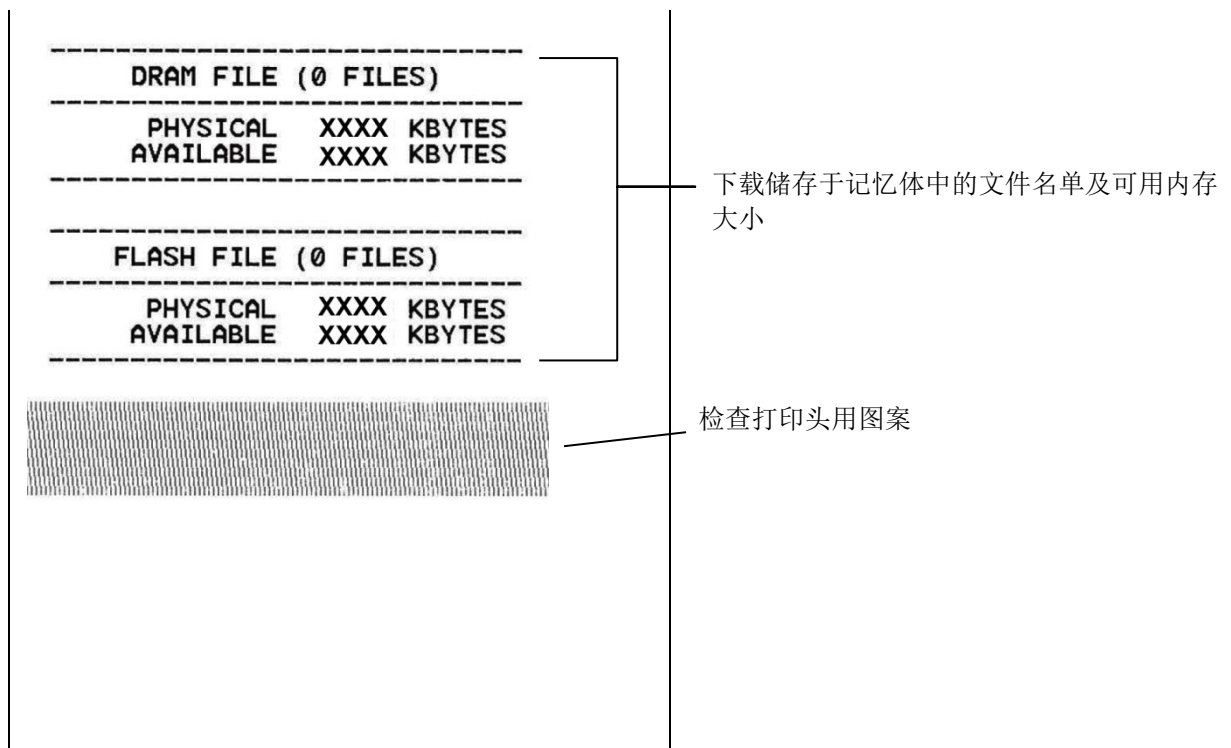 DRAM FILE (0 FILES)
PHYSICAL XXXX KBYTES
AVAILABLE XXXX KBYTES
FLASH FILE (0 FILES)
PHYSICAL XXXX KBYTES
AVAILABLE XXXX KBYTES
下载储存于记忆体中的文件名单及可用内存
大小
检查打印头用图案